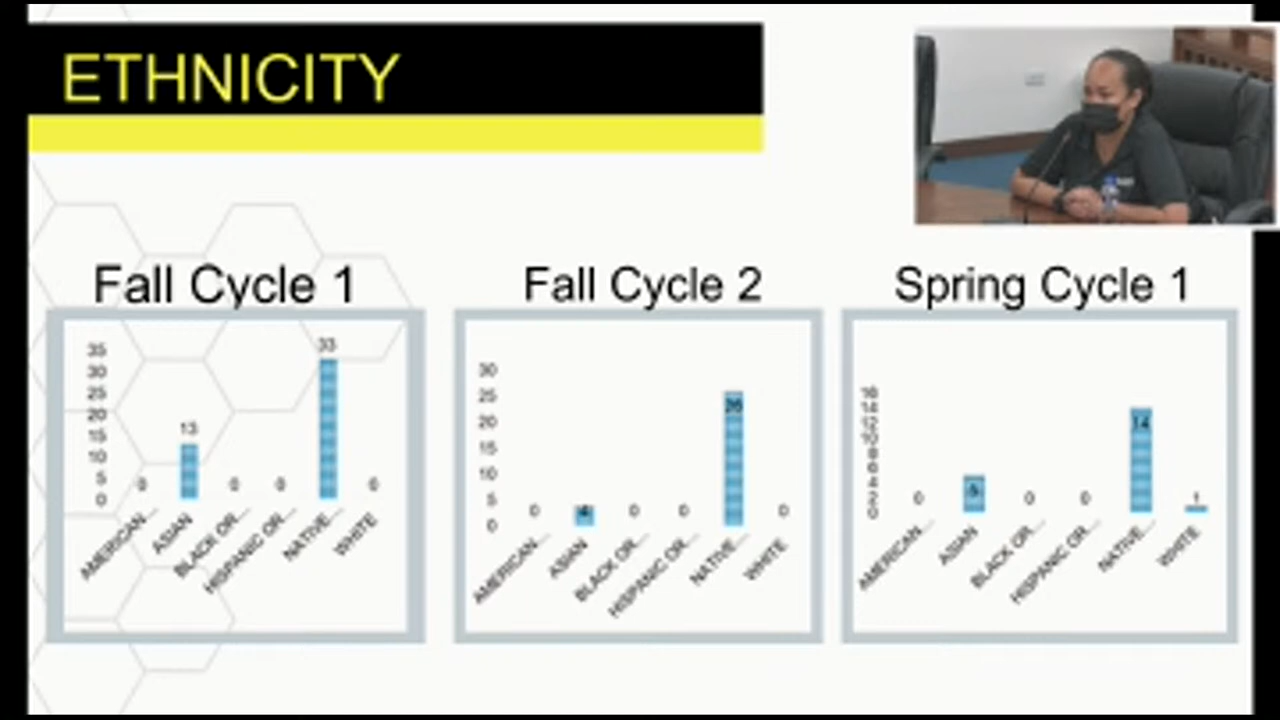 ETHNICITY
Fall Cycle 1
35
30
25
20
15
10
5
0
0
13
0
0
33
0
AMERICAN...
ASIAN
BLACK OR...
HISPANIC OR...
NATIVE...
WHITE
Fall Cycle 2
30
25
20
15
10
5
0
0
4
0
0
26
0
AMERICAN...
ASIAN
BLACK OR...
HISPANIC OR...
NATIVE...
WHITE
Spring Cycle 1
16
14
12
10
8
6
4
2
0
0
5
0
0
14
1
AMERICAN...
ASIAN
BLACK OR...
HISPANIC OR...
NATIVE...
WHITE